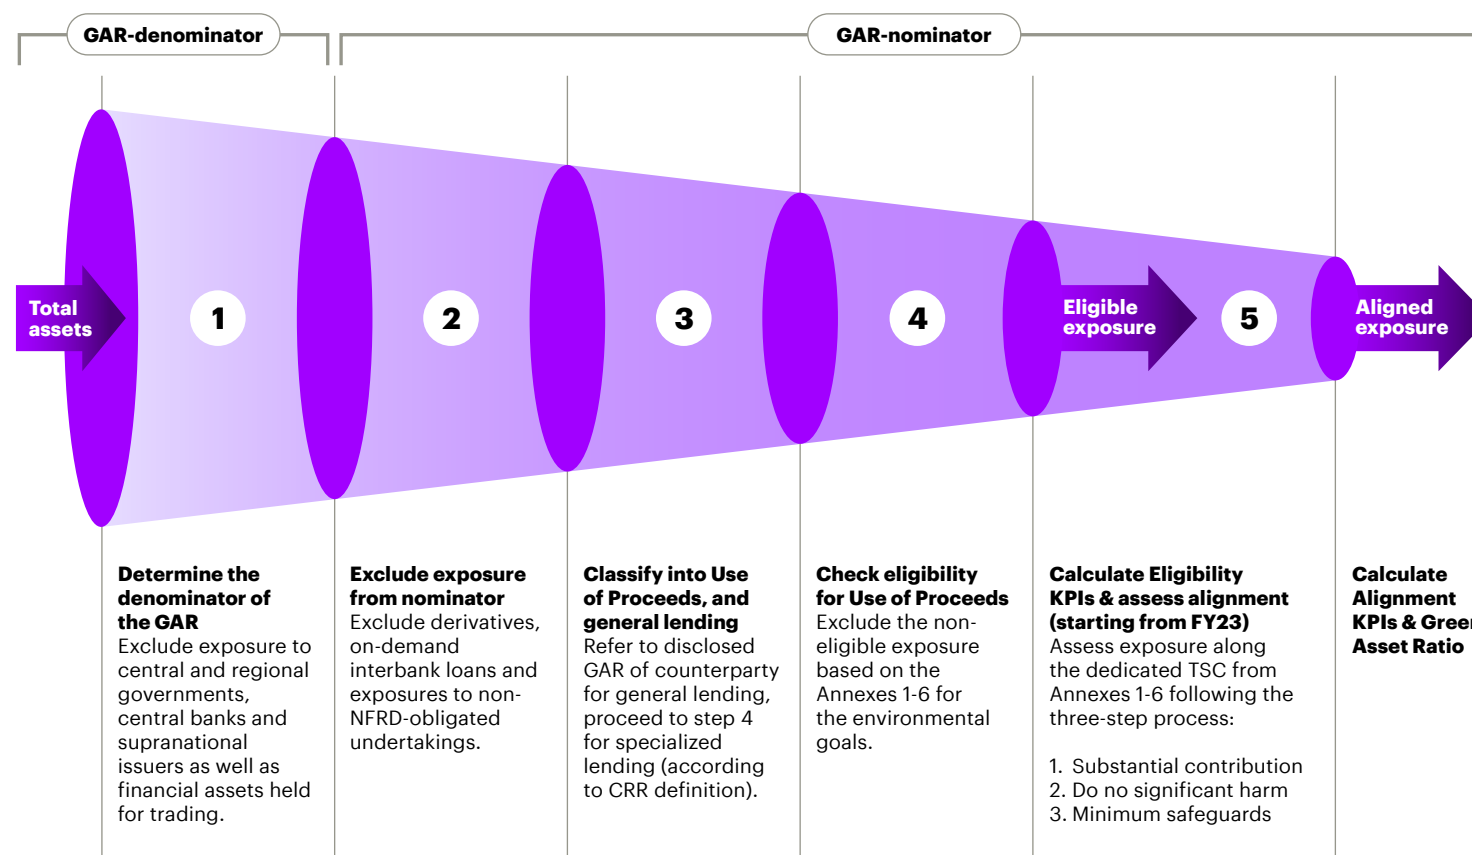 GAR-denominator
GAR-nominator
Total
assets
1
2
3
4
Eligible
exposure
5
Aligned
exposure
Determine the
denominator of
the GAR
Exclude exposure to
central and regional
governments,
central banks and
supranational
issuers as well as
financial assets held
for trading.
Exclude exposure
from nominator
Exclude derivatives,
on-demand
interbank loans and
exposures to non-
NFRD-obligated
undertakings.
Classify into Use
of Proceeds, and
general lending
Refer to disclosed
GAR of counterparty
for general lending,
proceed to step 4
for specialized
lending (according
to CRR definition).
Check eligibility
for Use of Proceeds
Exclude the non-
eligible exposure
based on the
Annexes 1-6 for
the environmental
goals.
Calculate Eligibility
KPIs & assess alignment
(starting from FY23)
Assess exposure along
the dedicated TSC from
Annexes 1-6 following the
three-step process:
1. Substantial contribution
2. Do no significant harm
3. Minimum safeguards
Calculate
Alignment
KPIs & Green
Asset Ratio